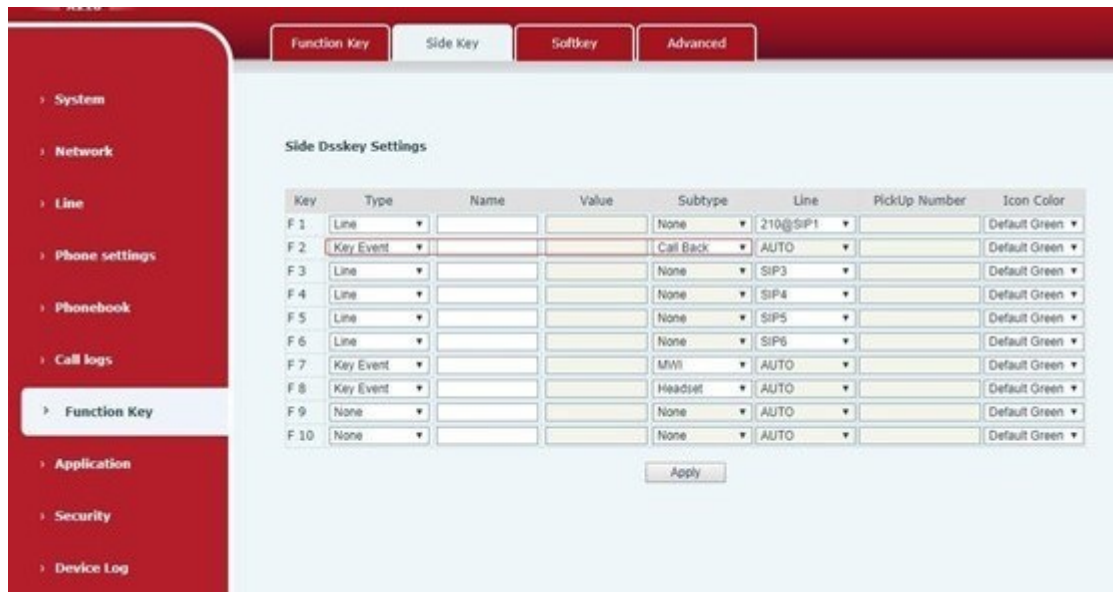 Function Key Side Key Softkey Advanced
› System
› Network
› Line
› Phone settings
› Phonebook
› Call logs
› Function Key
› Application
› Security
› Device Log
Side Dsskey Settings
Key Type Name Value Subtype Line PickUp Number Icon Color
F 1 Line None 210@SIP1 Default Green
F 2 Key Event Call Back AUTO Default Green
F 3 Line None SIP3 Default Green
F 4 Line None SIP4 Default Green
F 5 Line None SIP5 Default Green
F 6 Line None SIP6 Default Green
F 7 Key Event MWI AUTO Default Green
F 8 Key Event Headset AUTO Default Green
F 9 None None AUTO Default Green
F 10 None None AUTO Default Green
Apply